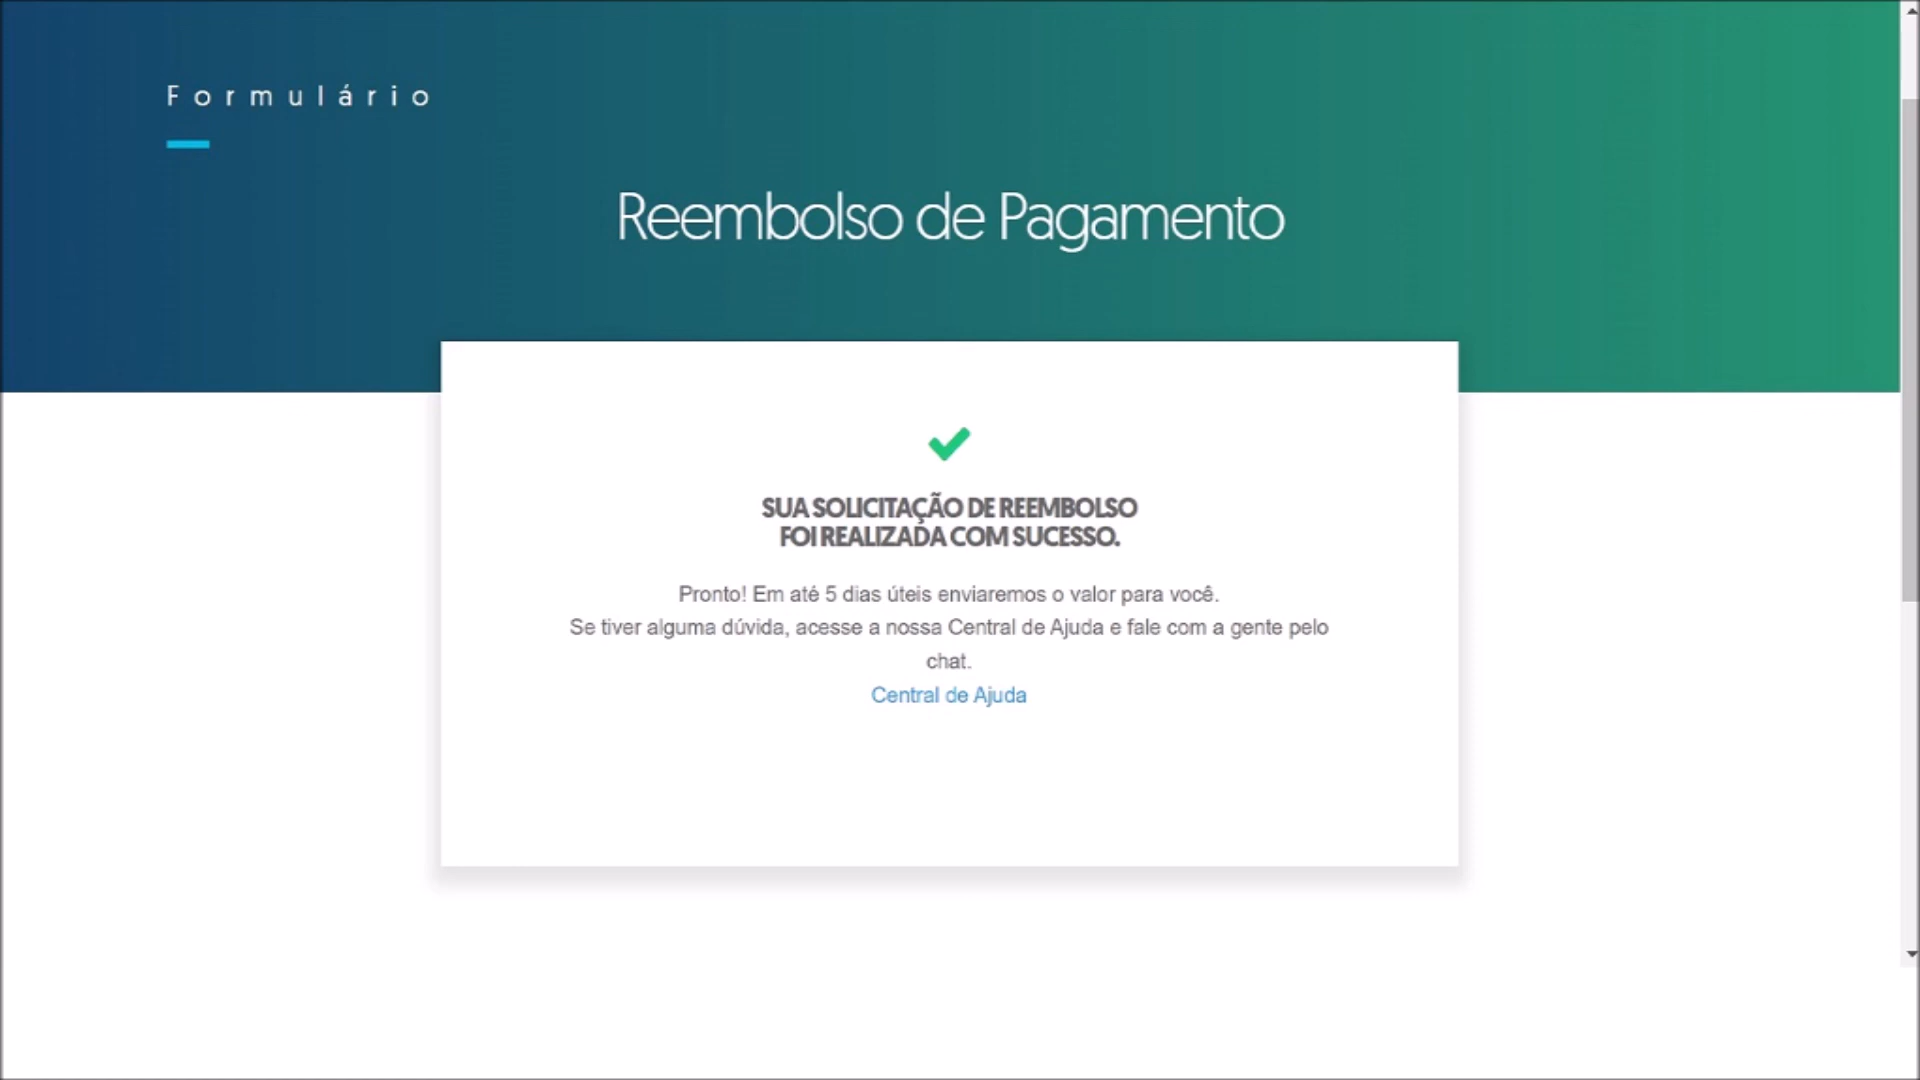 Formulário
Reembolso de Pagamento
SUA SOLICITAÇÃO DE REEMBOLSO
FOI REALIZADA COM SUCESSO.
Pronto! Em até 5 dias úteis enviaremos o valor para você.
Se tiver alguma dúvida, acesse a nossa Central de Ajuda e fale com a gente pelo
chat.
Central de Ajuda